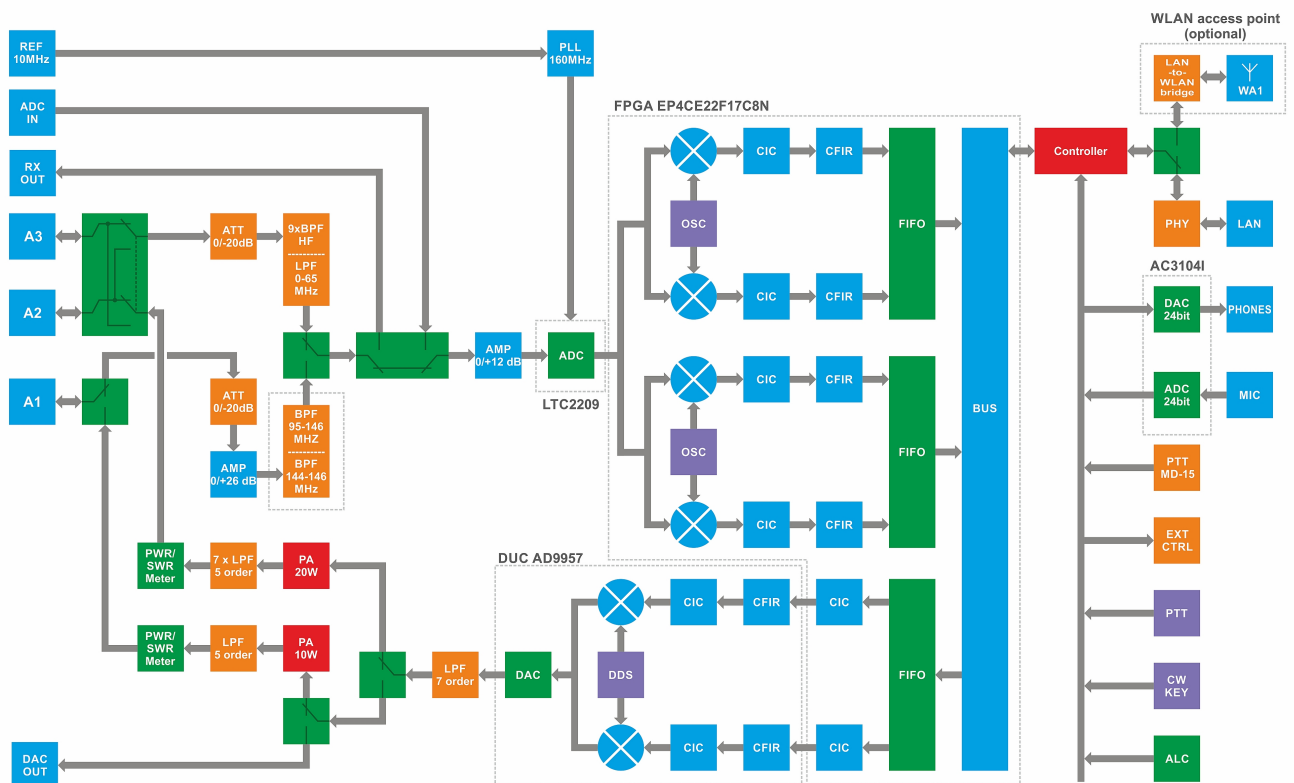 WLAN access point
(optional)
REF
10MHz
PLL
160MHz
LAN
-to-
WLAN
bridge
WA1
ADC
IN
FPGA EP4CE22F17C8N
RX
OUT
CIC
CFIR
Controller
A3
ATT
0/-20dB
9xBPF
HF
LPF
0-65
MHz
OSC
FIFO
PHY
LAN
A2
CIC
CFIR
AC3104I
DAC
24bit
PHONES
AMP
0/+12 dB
ADC
LTC2209
CIC
CFIR
A1
ATT
0/-20dB
BPF
95-146
MHZ
BPF
144-146
MHz
BUS
ADC
24bit
MIC
AMP
0/+26 dB
OSC
FIFO
PTT
MD-15
CIC
CFIR
EXT
CTRL
PWR/
SWR
Meter
7 x LPF
5 order
PA
20W
DUC AD9957
CIC
CFIR
CIC
PTT
PWR/
SWR
Meter
LPF
5 order
PA
10W
LPF
7 order
DAC
DDS
FIFO
CW
KEY
CIC
CFIR
CIC
DAC
OUT
ALC